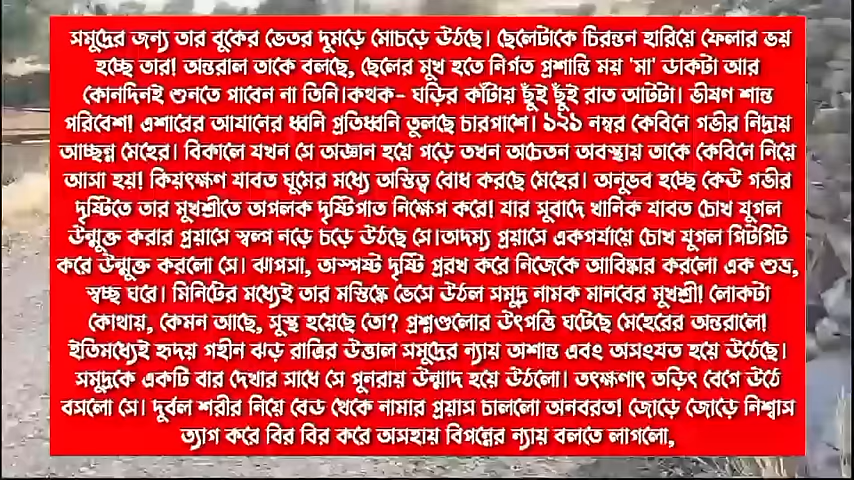 সমুদ্রের জন্য তার বুকের ভেতর দুমড়ে মোচড়ে উঠছে। ছেলেটাকে চিরন্তন হারিয়ে ফেলার ভয়
হচ্ছে তারা! অন্তরাল তাকে বলছে, ছেলের মুখ হতে নির্গত প্রশান্তি ময় 'মা' ডাকটা আর
কোনদিনই শুনতে পাবেন না তিনি।কথক- ঘড়ির কাঁটায় ছুঁই ছুঁই রাত আটটা। ভীষণ শান্ত
পরিবেশ! এশারের আযানের ধ্বনি প্রতিধ্বনি তুলছে চারপাশে। ১২১ নম্বর কেবিনে গভীর নিদ্রায়
আচ্ছন্ন মেহের। বিকালে যখন সে অজ্ঞান হয়ে পড়ে তখন অচেতন অবস্থায় তাকে কেবিনে নিয়ে
আসা হয়! কিয়ৎক্ষণ যাবত ঘুমের মধ্যে অস্তিত্ব বোধ করছে মেহের। অনুভব হচ্ছে কেউ গভীর
দৃষ্টিতে তার মুখশ্রীতে অপলক দৃষ্টিপাত নিক্ষেপ করে! যার সুবাদে খানিক যাবত চোখ যুগল
উন্মুক্ত করার প্রয়াসে স্বল্প নড়ে চড়ে উঠছে সে।অদম্য প্রয়াসে একপর্যায়ে চোখ যুগল পিটপিট
করে উন্মুক্ত করলো সে। ঝাপসা, অস্পষ্ট দৃষ্টি প্ররখ করে নিজেকে আবিষ্কার করলো এক শুভ্র,
স্বচ্ছ ঘরে। মিনিটের মধ্যেই তার মস্তিষ্কে ভেসে উঠল সমুদ্র নামক মানবের মুখশ্রী! লোকটা
কোথায়, কেমন আছে, সুস্থ হয়েছে তো? প্রশ্নগুলোর উৎপত্তি ঘটেছে মেহেরের অন্তরালে!
ইতিমধ্যেই হৃদয় গহীন ঝড় রাত্রির উত্তাল সমুদ্রের ন্যায় অশান্ত এবং অসংযত হয়ে উঠেছে।
সমুদ্রকে একটি বার দেখার সাধে সে পুনরায় উন্মাদ হয়ে উঠলো। তৎক্ষণাৎ তড়িৎ বেগে উঠে
বসলো সে। দুর্বল শরীর নিয়ে বেড থেকে নামার প্রয়াস চাললো অনবরত! জোড়ে জোড়ে নিশ্বাস
ত্যাগ করে বির বির করে অসহায় বিপন্নের ন্যায় বলতে লাগলো,